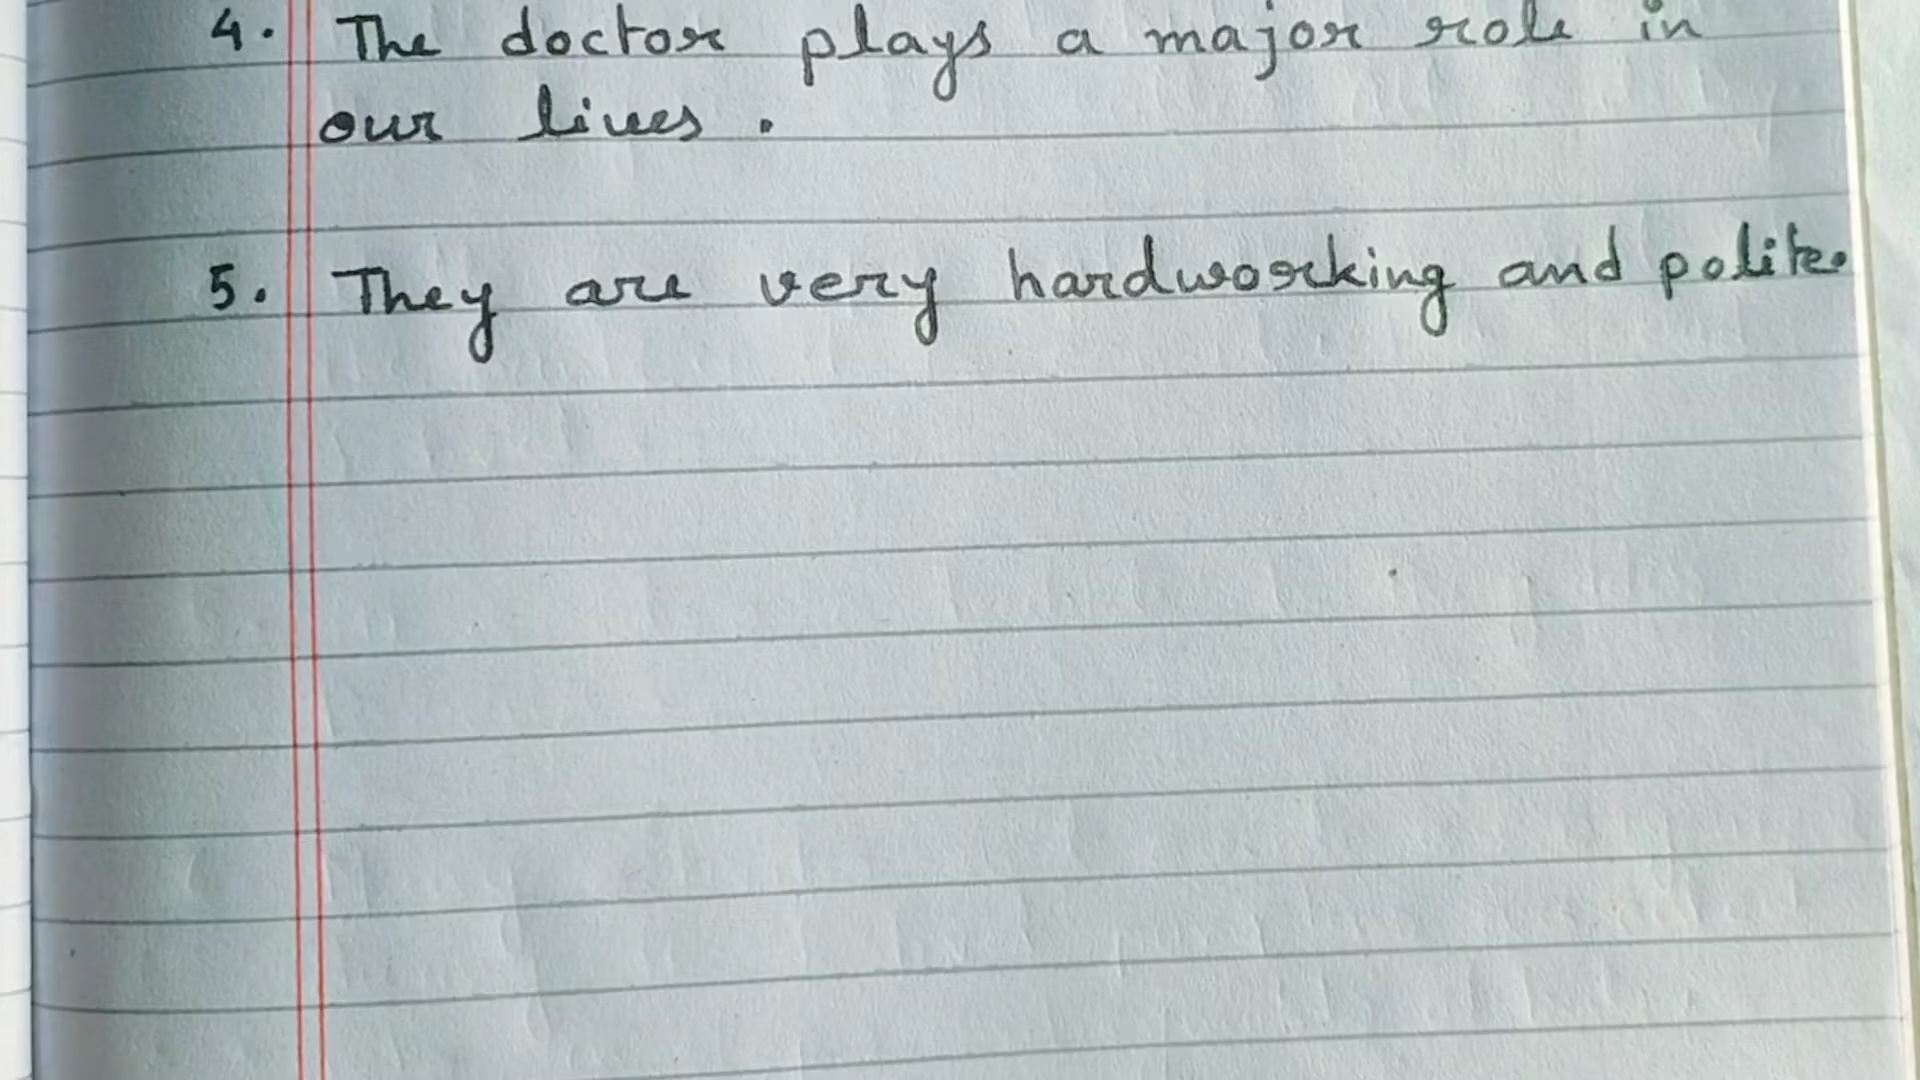 4. The doctor plays a major role in
our lives.
5. They are very hardworking and polite.